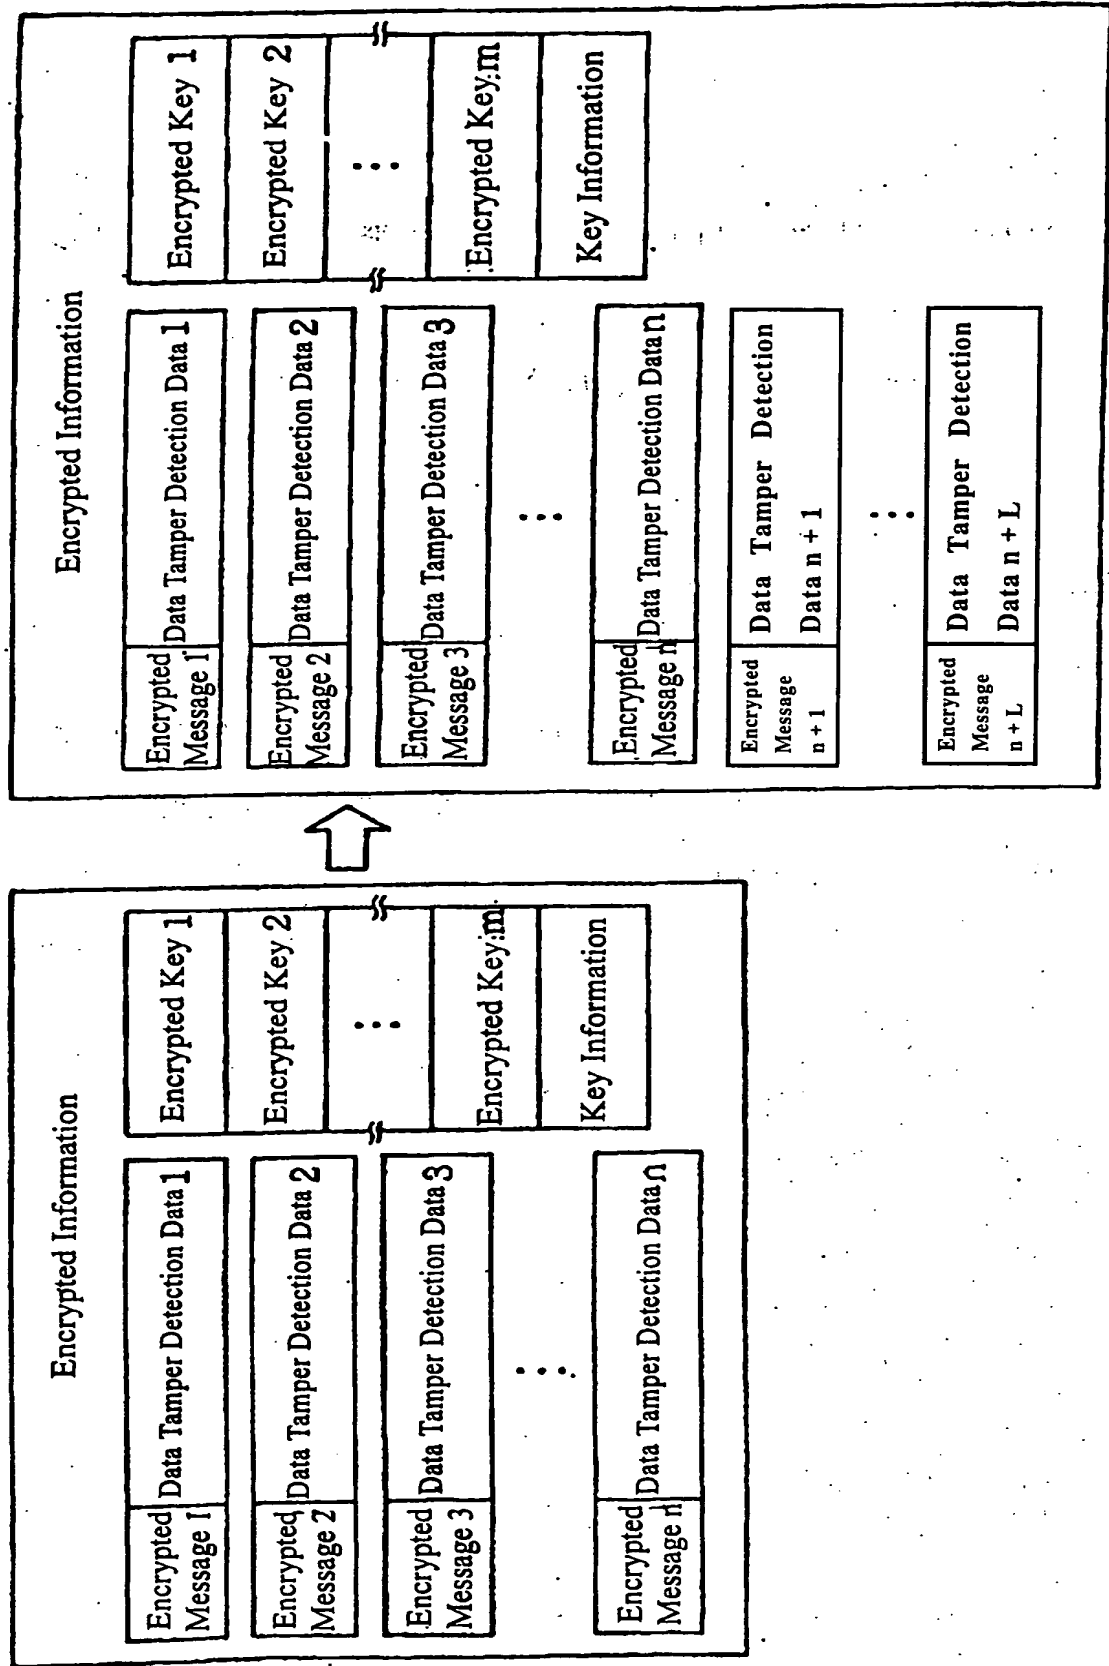 Encrypted Information
Encrypted
Message 1
Data Tamper Detection Data 1
Encrypted
Message 2
Data Tamper Detection Data 2
Encrypted
Message 3
Data Tamper Detection Data 3
...
Encrypted
Message n
Data Tamper Detection Data n
Encrypted Key 1
Encrypted Key 2
...
Encrypted Key m
Key Information
Encrypted Information
Encrypted
Message 1
Data Tamper Detection Data 1
Encrypted
Message 2
Data Tamper Detection Data 2
Encrypted
Message 3
Data Tamper Detection Data 3
...
Encrypted
Message n
Data Tamper Detection Data n
Encrypted
Message
n + 1
Data Tamper Detection
Data n + 1
...
Encrypted
Message
n + L
Data Tamper Detection
Data n + L
Encrypted Key 1
Encrypted Key 2
...
Encrypted Key m
Key Information